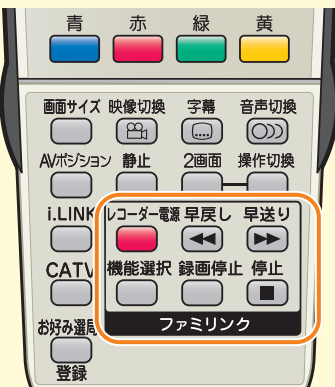 青 赤 緑 黄
画面サイズ 映像切換 字幕 音声切換
AVポジション 静止 2画面 操作切換
i.LINK レコーダー電源 早戻し 早送り
CATV 機能選択 録画停止 停止
お好み選局 ファミリンク
登録